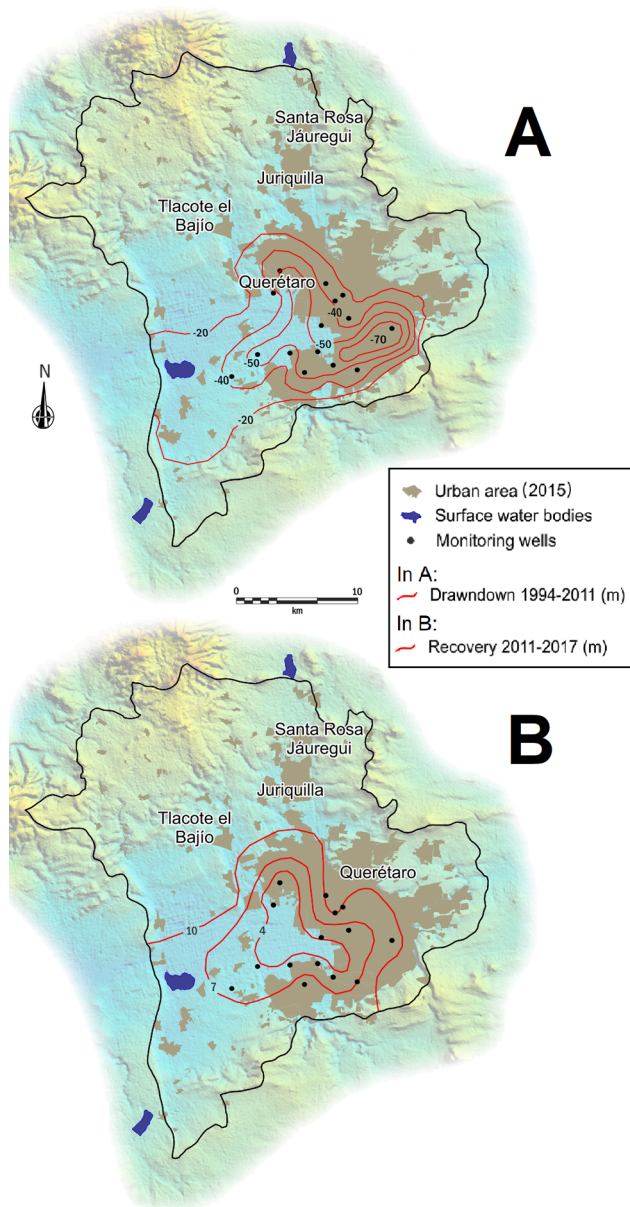 A
Santa Rosa
Jáuregui
Juriquilla
Tlacote el
Bajío
Querétaro
-20
-40
-50
-70
-50
-40
-20
N
Urban area (2015)
Surface water bodies
Monitoring wells
In A:
Drawndown 1994-2011 (m)
In B:
Recovery 2011-2017 (m)
0 10
km
B
Santa Rosa
Jáuregui
Juriquilla
Tlacote el
Bajío
Querétaro
10
4
7